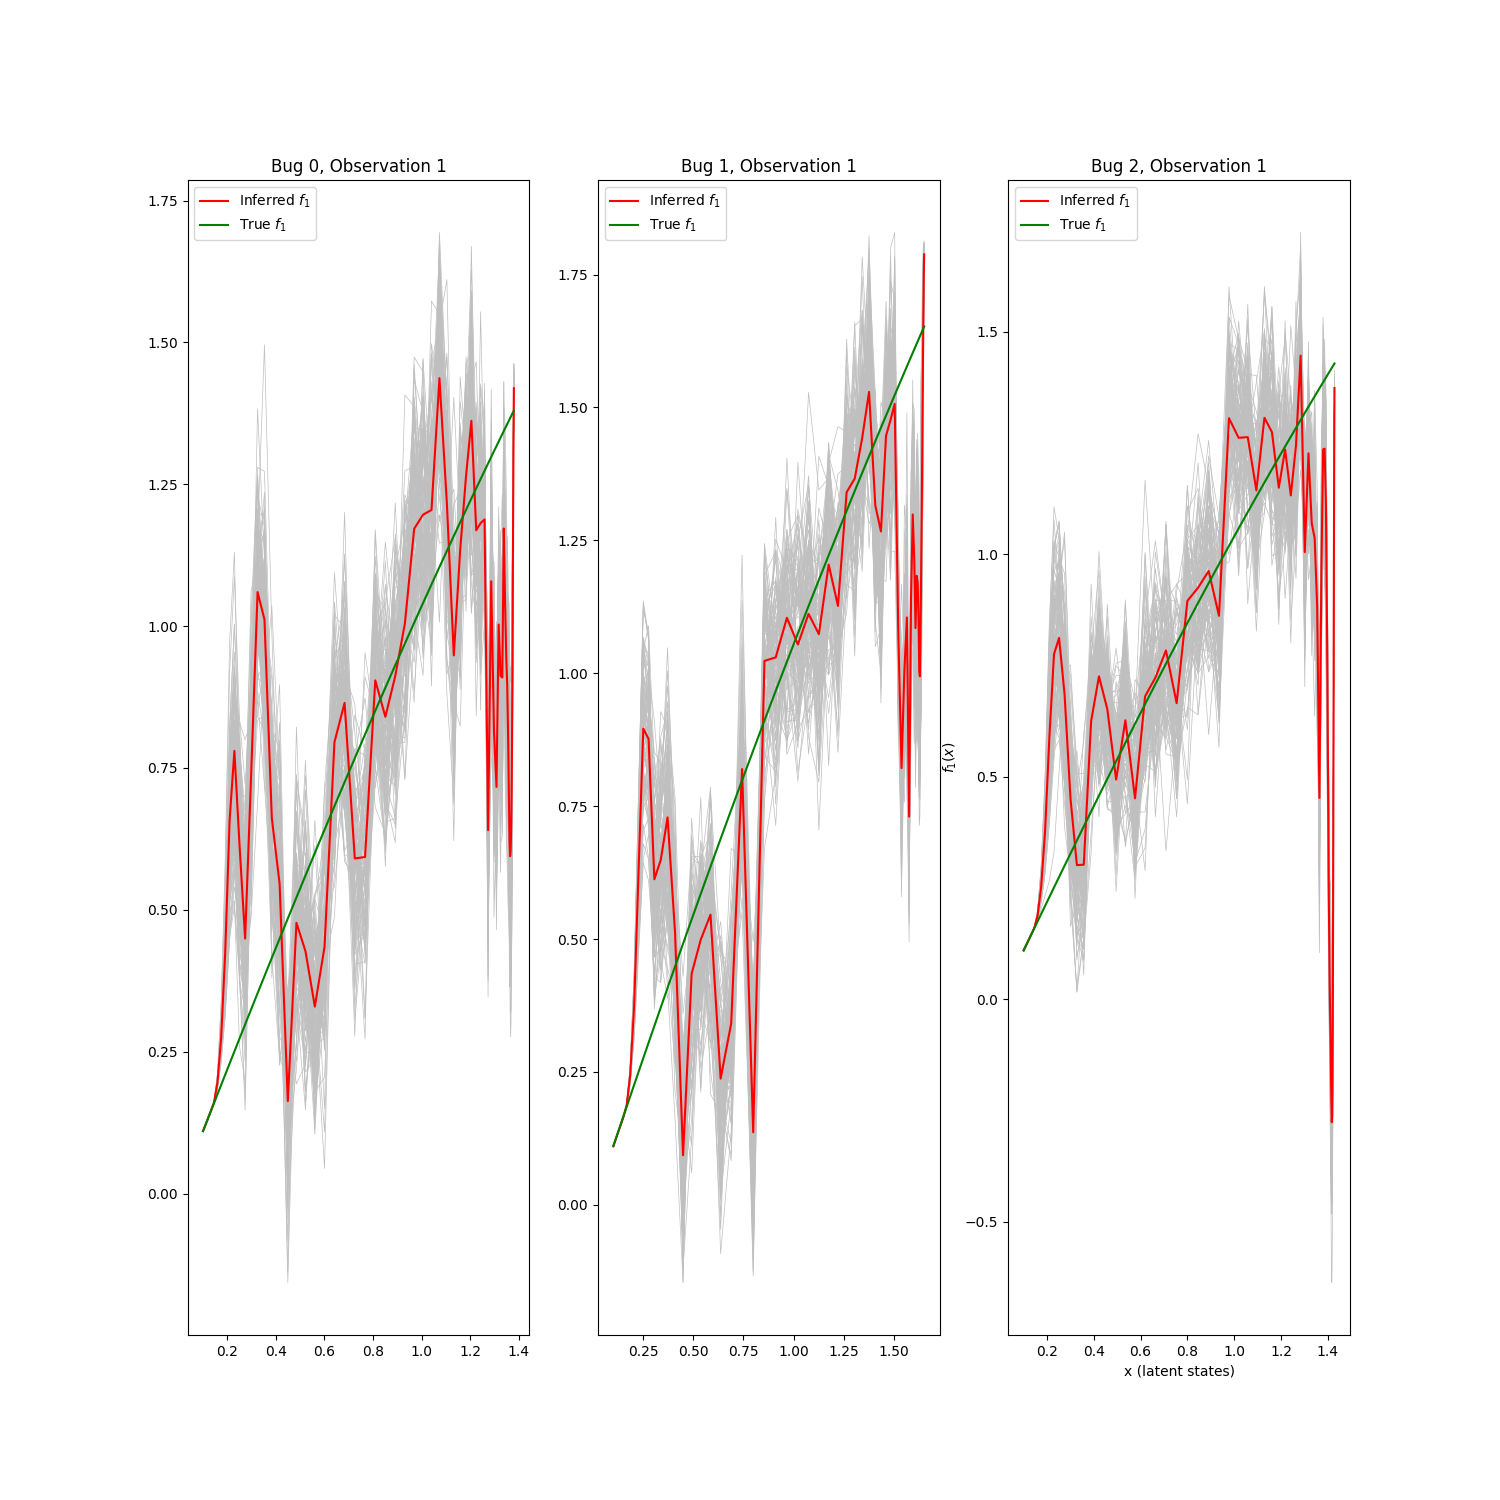 Bug 0, Observation 1
Inferred f₁
True f₁
1.75
1.50
1.25
1.00
0.75
0.50
0.25
0.00
0.2 0.4 0.6 0.8 1.0 1.2 1.4
Bug 1, Observation 1
Inferred f₁
True f₁
1.75
1.50
1.25
1.00
0.75
0.50
0.25
0.00
0.25 0.50 0.75 1.00 1.25 1.50
Bug 2, Observation 1
Inferred f₁
True f₁
f₁(x)
1.5
1.0
0.5
0.0
−0.5
0.2 0.4 0.6 0.8 1.0 1.2 1.4
x (latent states)